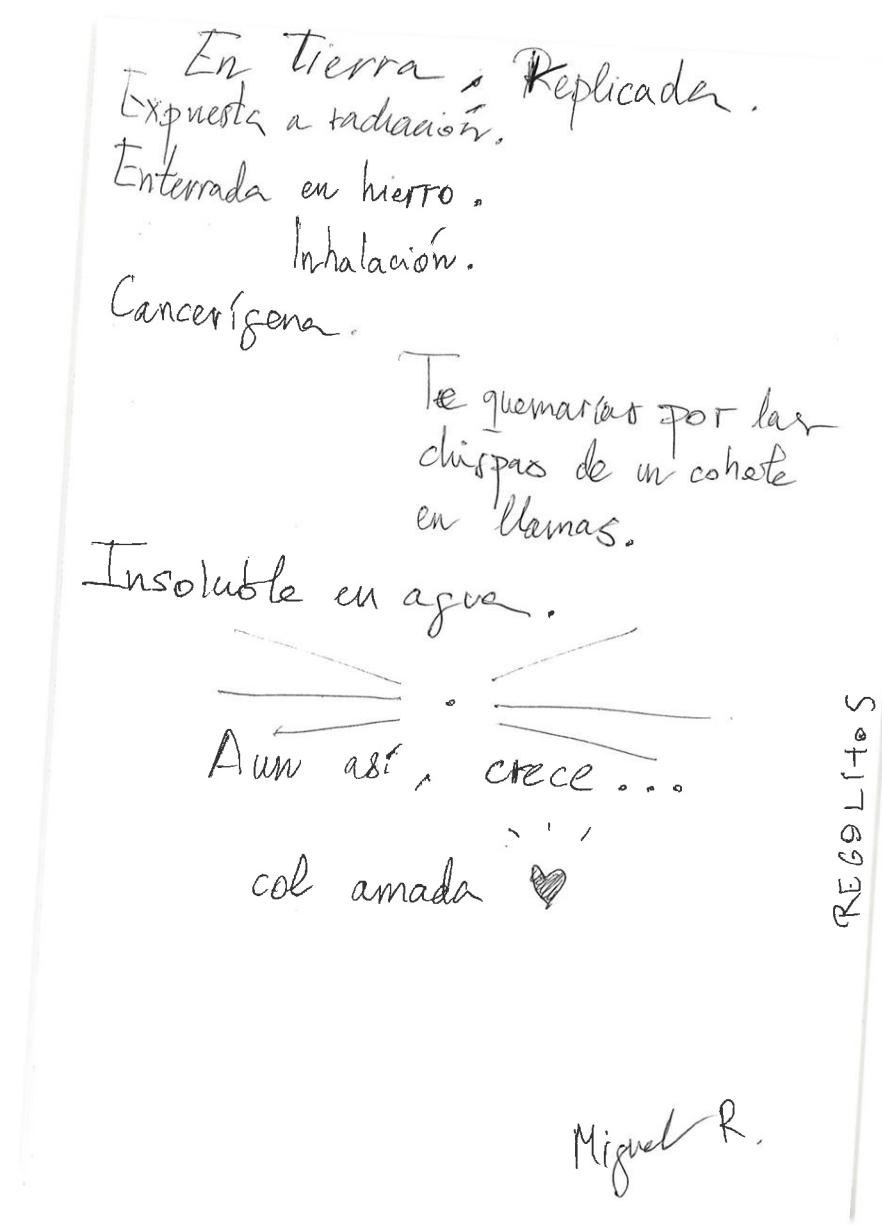 En Tierra, Replicada.
Expuesta a radiación.
Enterrada en hierro.
Inhalación.
Cancerígena.
Te quemarías por las
chispas de un cohete
en llamas.
Insoluble en agua.
Aun así, crece...
col amada
REGOLITOS
Miguel R.